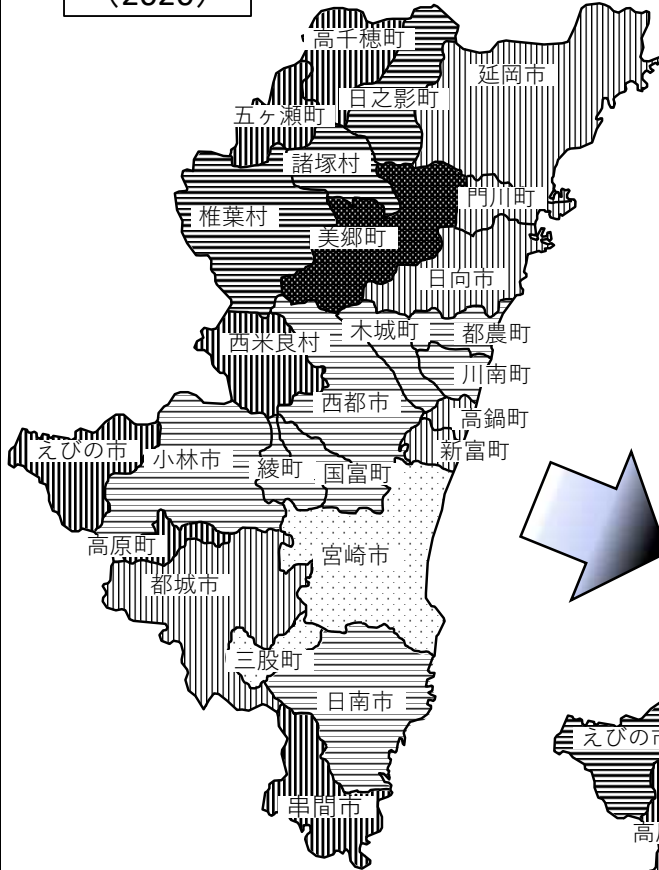 (2020)
高千穂町
延岡市
日之影町
五ヶ瀬町
諸塚村
門川町
椎葉村
美郷町
日向市
木城町
都農町
西米良村
川南町
西都市
高鍋町
えびの市
小林市
綾町
国富町
新富町
高原町
宮崎市
都城市
三股町
日南市
えびの市
串間市